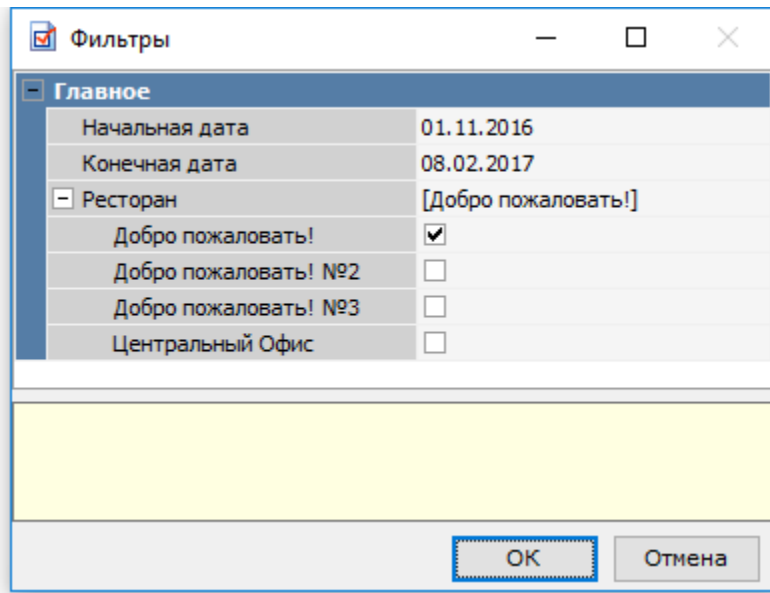 Фильтры
Главное
Начальная дата 01.11.2016
Конечная дата 08.02.2017
Ресторан [Добро пожаловать!]
Добро пожаловать!
Добро пожаловать! №2
Добро пожаловать! №3
Центральный Офис
ОК Отмена